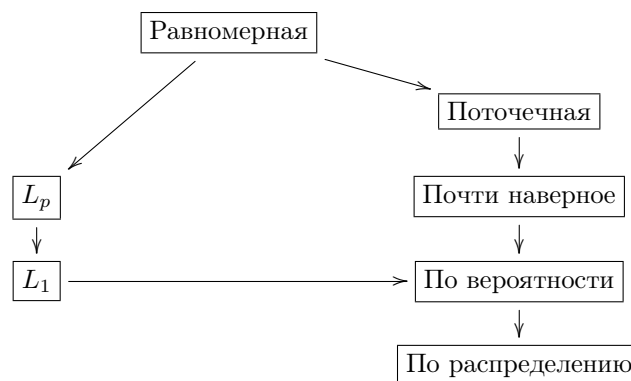 Равномерная
Поточечная
L_p
Почти наверное
L_1
По вероятности
По распределению